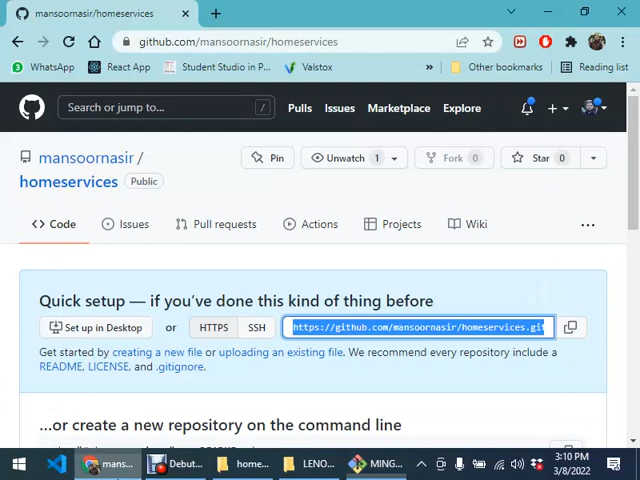 mansoornasir/homeservices
github.com/mansoornasir/homeservices
WhatsApp
React App
Student Studio in P...
Valstox
»
Other bookmarks
Reading list
Search or jump to...
/
Pulls
Issues
Marketplace
Explore
mansoornasir /
homeservices
Public
Pin
Unwatch 1
Fork 0
Star 0
<> Code
Issues
Pull requests
Actions
Projects
Wiki
...
Quick setup — if you've done this kind of thing before
Set up in Desktop
or
HTTPS
SSH
https://github.com/mansoornasir/homeservices.git
Get started by creating a new file or uploading an existing file. We recommend every repository include a
README, LICENSE, and .gitignore.
...or create a new repository on the command line
mans...
Debut...
home...
LENO...
MING...
3:10 PM
3/8/2022